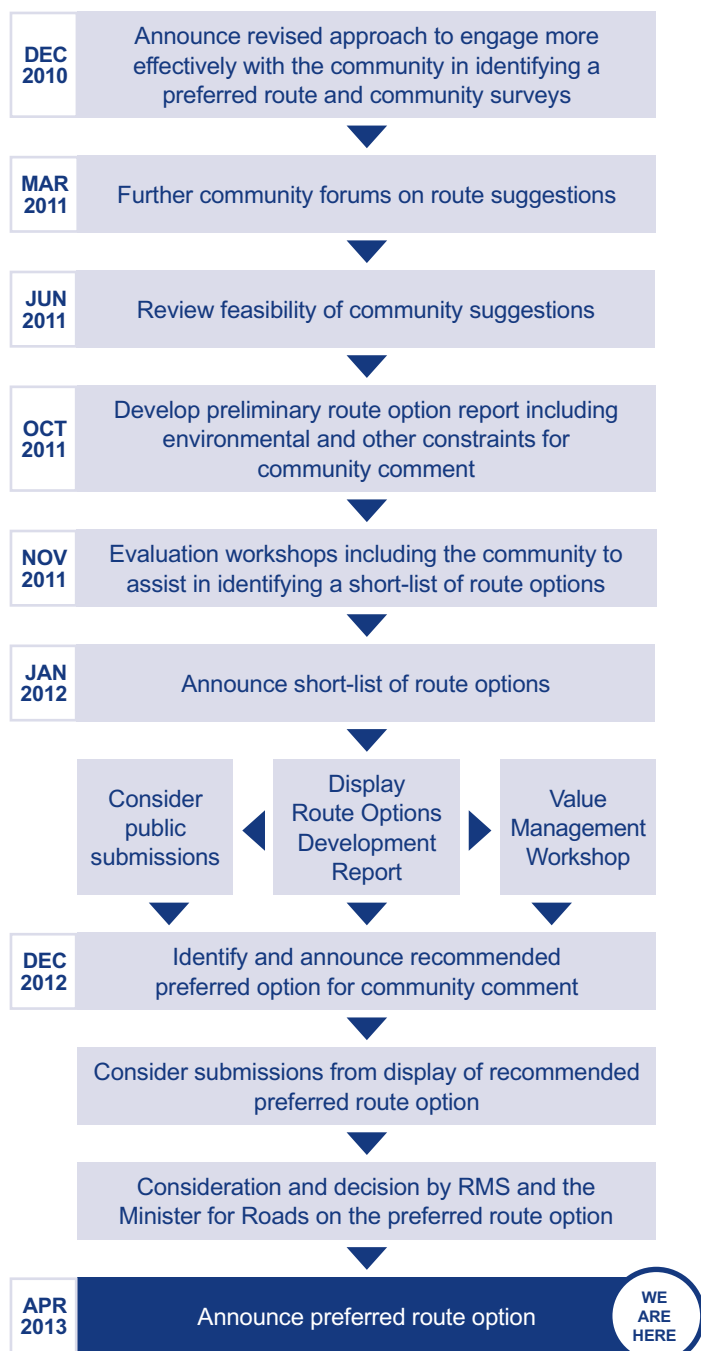 DEC
2010
Announce revised approach to engage more
effectively with the community in identifying a
preferred route and community surveys
MAR
2011
Further community forums on route suggestions
JUN
2011
Review feasibility of community suggestions
OCT
2011
Develop preliminary route option report including
environmental and other constraints for
community comment
NOV
2011
Evaluation workshops including the community to
assist in identifying a short-list of route options
JAN
2012
Announce short-list of route options
Consider
public
submissions
Display
Route Options
Development
Report
Value
Management
Workshop
DEC
2012
Identify and announce recommended
preferred option for community comment
Consider submissions from display of recommended
preferred route option
Consideration and decision by RMS and the
Minister for Roads on the preferred route option
APR
2013
Announce preferred route option
WE
ARE
HERE